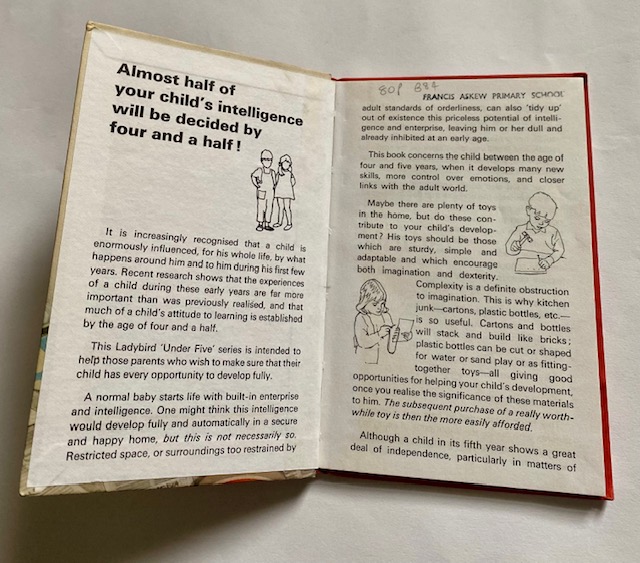 Almost half of
your child's intelligence
will be decided by
four and a half!
It is increasingly recognised that a child is
enormously influenced, for his whole life, by what
happens around him and to him during his first few
years. Recent research shows that the experiences
of a child during these early years are far more
important than was previously realised, and that
much of a child's attitude to learning is established
by the age of four and a half.
This Ladybird 'Under Five' series is intended to
help those parents who wish to make sure that their
child has every opportunity to develop fully.
A normal baby starts life with built-in enterprise
and intelligence. One might think this intelligence
would develop fully and automatically in a secure
and happy home, but this is not necessarily so.
Restricted space, or surroundings too restrained by
80p
FRANCIS ASKEW PRIMARY SCHOOL
adult standards of orderliness, can also 'tidy up'
out of existence this priceless potential of intelli-
gence and enterprise, leaving him or her dull and
already inhibited at an early age.
This book concerns the child between the age of
four and five years, when it develops many new
skills, more control over emotions, and closer
links with the adult world.
Maybe there are plenty of toys
in the home, but do these con-
tribute to your child's develop-
ment? His toys should be those
which are sturdy, simple and
adaptable and which encourage
both imagination and dexterity.
Complexity is a definite obstruction
to imagination. This is why kitchen
junk—cartons, plastic bottles, etc.—
is so useful. Cartons and bottles
will stack and build like bricks;
plastic bottles can be cut or shaped
for water or sand play or as fitting-
together toys—all giving good
opportunities for helping your child's development,
once you realise the significance of these materials
to him. The subsequent purchase of a really worth-
while toy is then the more easily afforded.
Although a child in its fifth year shows a great
deal of independence, particularly in matters of